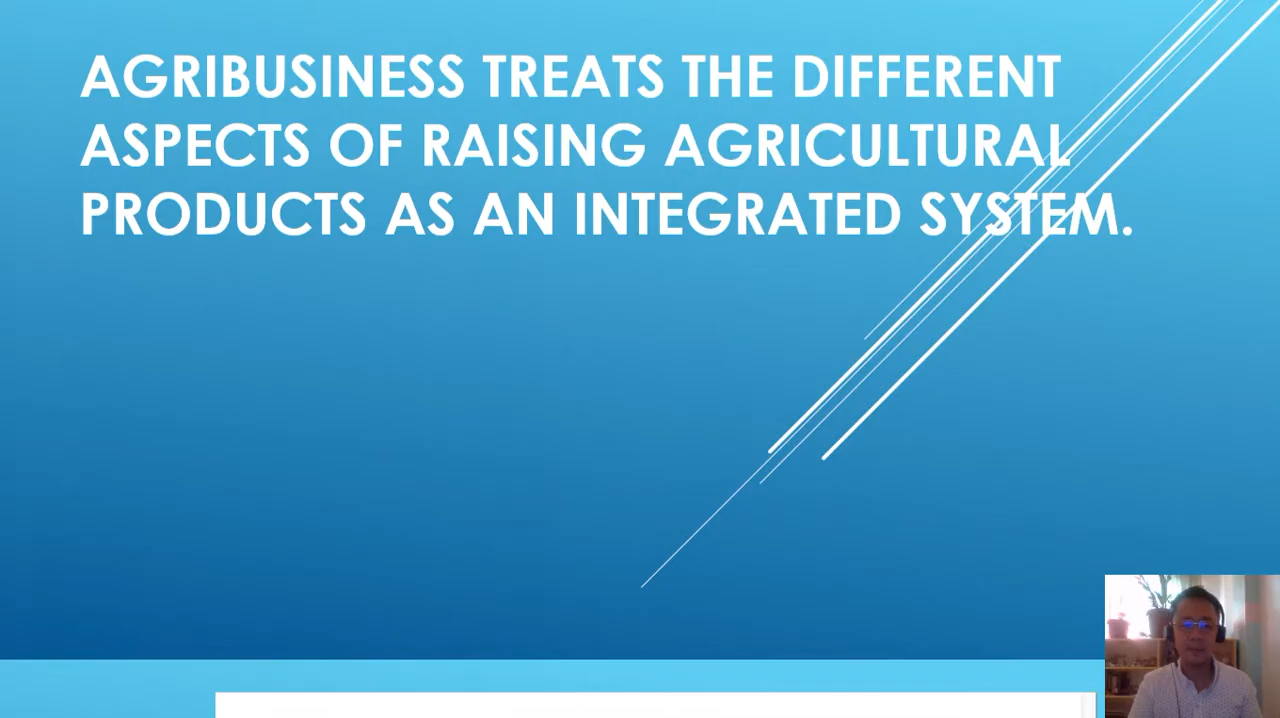 AGRIBUSINESS TREATS THE DIFFERENT
ASPECTS OF RAISING AGRICULTURAL
PRODUCTS AS AN INTEGRATED SYSTEM.